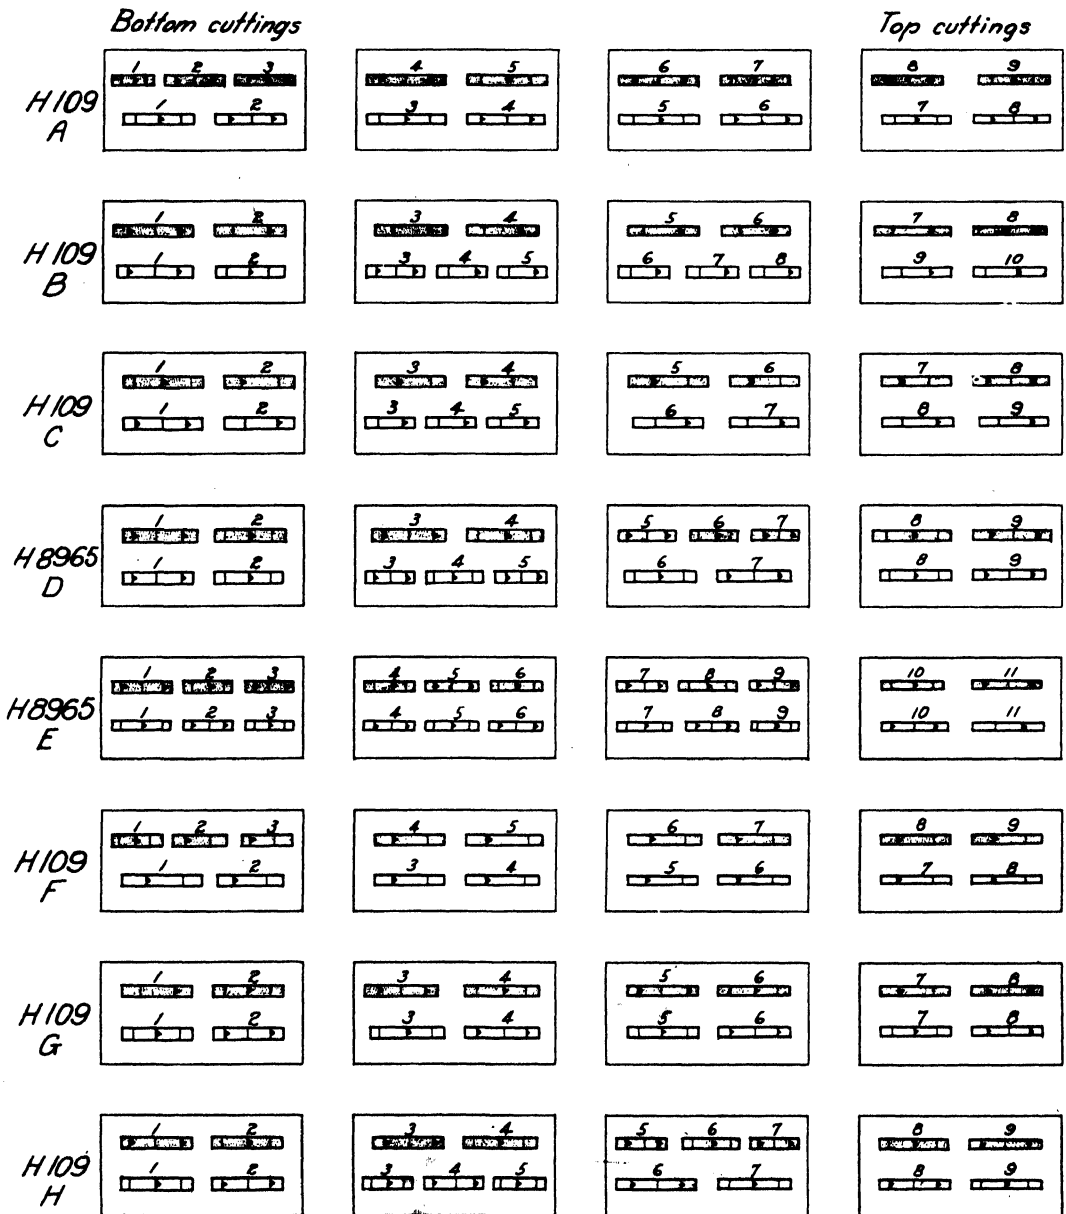 Bottom cuttings Top cuttings
1 2 3 4 5 6 7 8 9
H109 A
1 2 3 4 5 6 7 8
1 2 3 4 5 6 7 8
H109 B
1 2 3 4 5 6 7 8 9 10
1 2 3 4 5 6 7 8
H109 C
1 2 3 4 5 6 7 8 9
1 2 3 4 5 6 7 8 9
H8965 D
1 2 3 4 5 6 7 8 9
1 2 3 4 5 6 7 8 9 10 11
H8965 E
1 2 3 4 5 6 7 8 9 10 11
1 2 3 4 5 6 7 8 9
H109 F
1 2 3 4 5 6 7 8
1 2 3 4 5 6 7 8
H109 G
1 2 3 4 5 6 7 8
1 2 3 4 5 6 7 8 9
H109 H
1 2 3 4 5 6 7 8 9